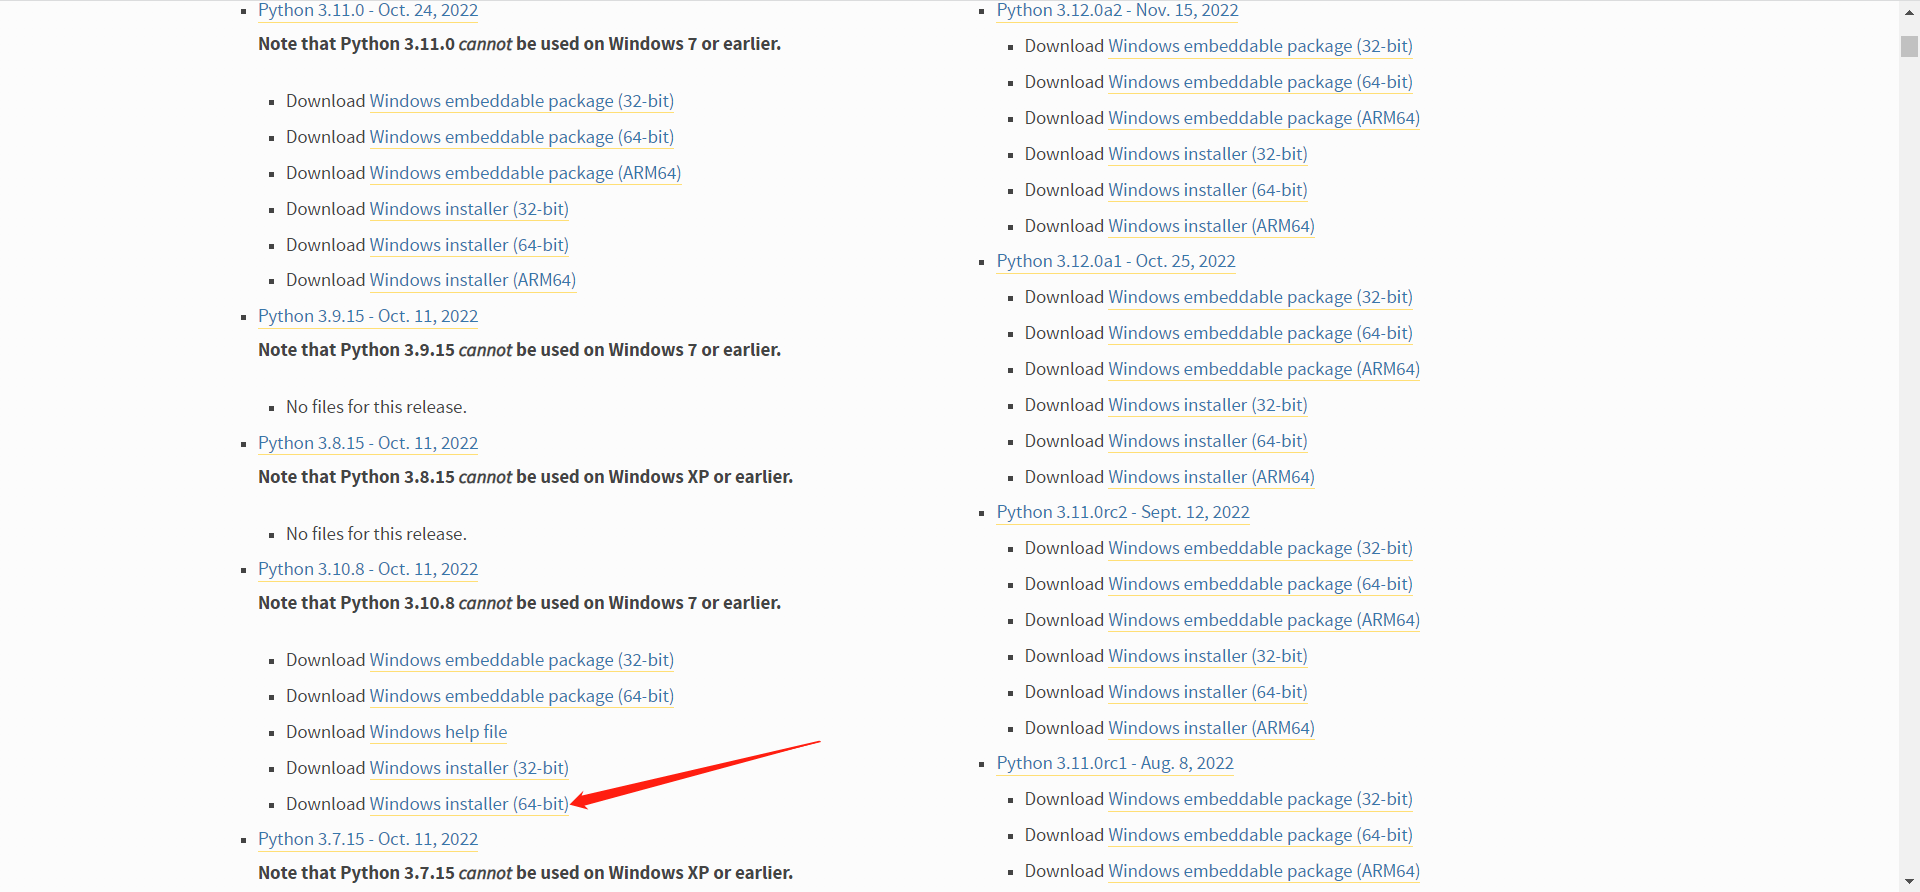 Python 3.11.0 - Oct. 24, 2022
Note that Python 3.11.0 cannot be used on Windows 7 or earlier.
Download Windows embeddable package (32-bit)
Download Windows embeddable package (64-bit)
Download Windows embeddable package (ARM64)
Download Windows installer (32-bit)
Download Windows installer (64-bit)
Download Windows installer (ARM64)
Python 3.9.15 - Oct. 11, 2022
Note that Python 3.9.15 cannot be used on Windows 7 or earlier.
No files for this release.
Python 3.8.15 - Oct. 11, 2022
Note that Python 3.8.15 cannot be used on Windows XP or earlier.
No files for this release.
Python 3.10.8 - Oct. 11, 2022
Note that Python 3.10.8 cannot be used on Windows 7 or earlier.
Download Windows embeddable package (32-bit)
Download Windows embeddable package (64-bit)
Download Windows help file
Download Windows installer (32-bit)
Download Windows installer (64-bit)
Python 3.7.15 - Oct. 11, 2022
Note that Python 3.7.15 cannot be used on Windows XP or earlier.
Python 3.12.0a2 - Nov. 15, 2022
Download Windows embeddable package (32-bit)
Download Windows embeddable package (64-bit)
Download Windows embeddable package (ARM64)
Download Windows installer (32-bit)
Download Windows installer (64-bit)
Download Windows installer (ARM64)
Python 3.12.0a1 - Oct. 25, 2022
Download Windows embeddable package (32-bit)
Download Windows embeddable package (64-bit)
Download Windows embeddable package (ARM64)
Download Windows installer (32-bit)
Download Windows installer (64-bit)
Download Windows installer (ARM64)
Python 3.11.0rc2 - Sept. 12, 2022
Download Windows embeddable package (32-bit)
Download Windows embeddable package (64-bit)
Download Windows embeddable package (ARM64)
Download Windows installer (32-bit)
Download Windows installer (64-bit)
Download Windows installer (ARM64)
Python 3.11.0rc1 - Aug. 8, 2022
Download Windows embeddable package (32-bit)
Download Windows embeddable package (64-bit)
Download Windows embeddable package (ARM64)